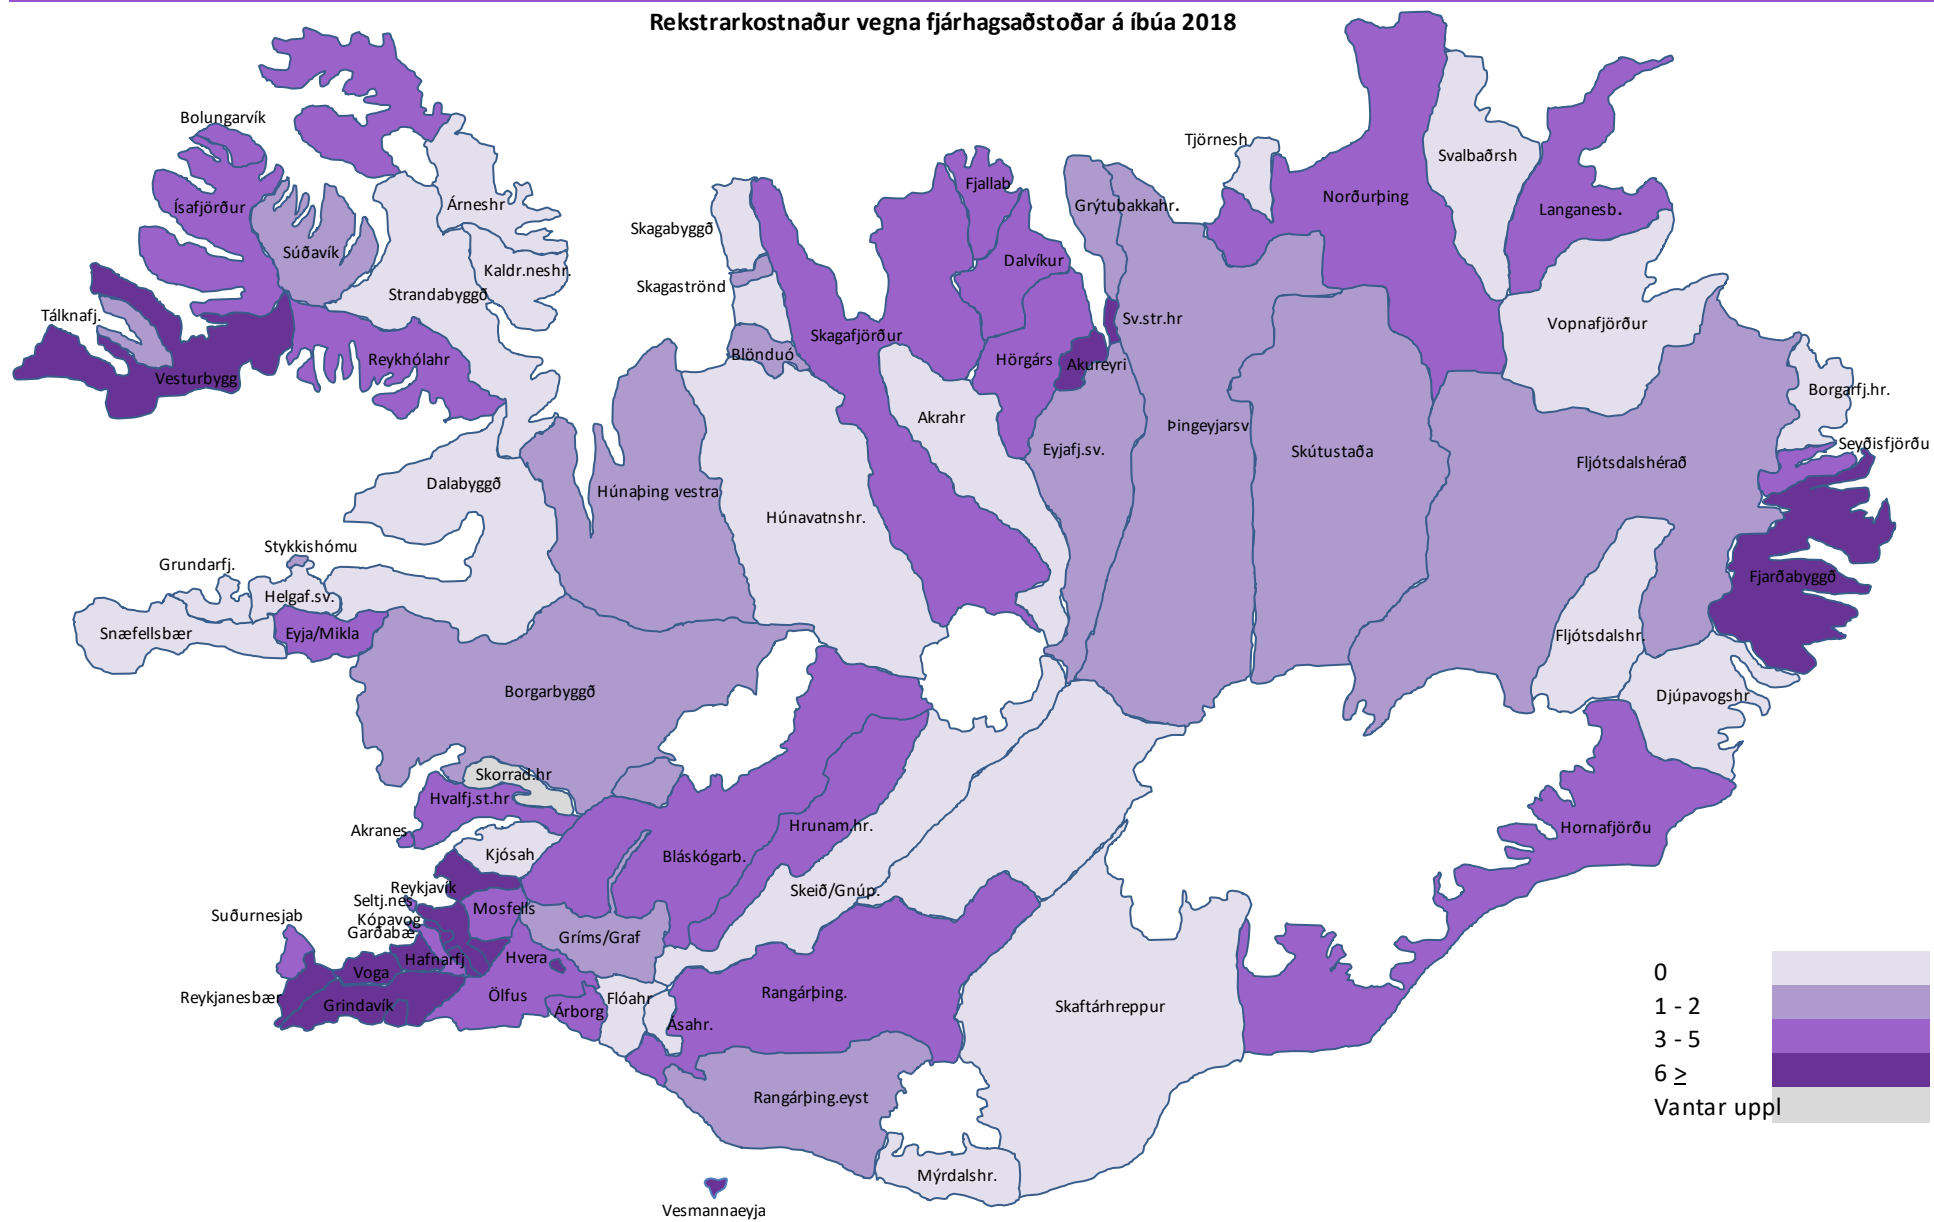 Rekstrarkostnaður vegna fjárhagsaðstoðar á íbúa 2018
Bolungarvík
Tjörnesh
Svalbaðrsh
Fjallab
Norðurþing
Árneshr
Ísafjörður
Grýtubakkahr.
Langanesb.
Skagabyggð
Súðavík
Dalvíkur
Kaldr.neshr.
Skagaströnd
Strandabyggð
Tálknafj.
Sv.str.hr
Vopnafjörður
Skagafjörður
Blönduó
Reykhólahr
Hörgárs
Akureyri
Vesturbygg
Borgarfj.hr.
Akrahr
Þingeyjarsv
Seyðisfjörðu
Eyjafj.sv.
Skútustaða
Fljótsdalshérað
Dalabyggð
Húnaþing vestra
Húnavatnshr.
Stykkishómu
Grundarfj.
Fjarðabyggð
Helgaf.sv.
Snæfellsbær
Eyja/Mikla
Fljótsdalshr.
Borgarbyggð
Djúpavogshr
Skorrad.hr
Hvalfj.st.hr
Hrunam.hr.
Hornafjörðu
Akranes
Kjósah
Bláskógarb.
Reykjavík
Skeið/Gnúp.
Seltj.nes
Mosfells
Suðurnesjab
Kópavog
Garðabæ
Gríms/Graf
Hafnarfj
Hvera
Voga
Reykjanesbær
Ölfus
Flóahr
Rangárþing.
Grindavík
Árborg
Ásahr.
Skaftárhreppur
0
1 - 2
3 - 5
6 ≥
Vantar uppl
Rangárþing.eyst
Mýrdalshr.
Vesmannaeyja